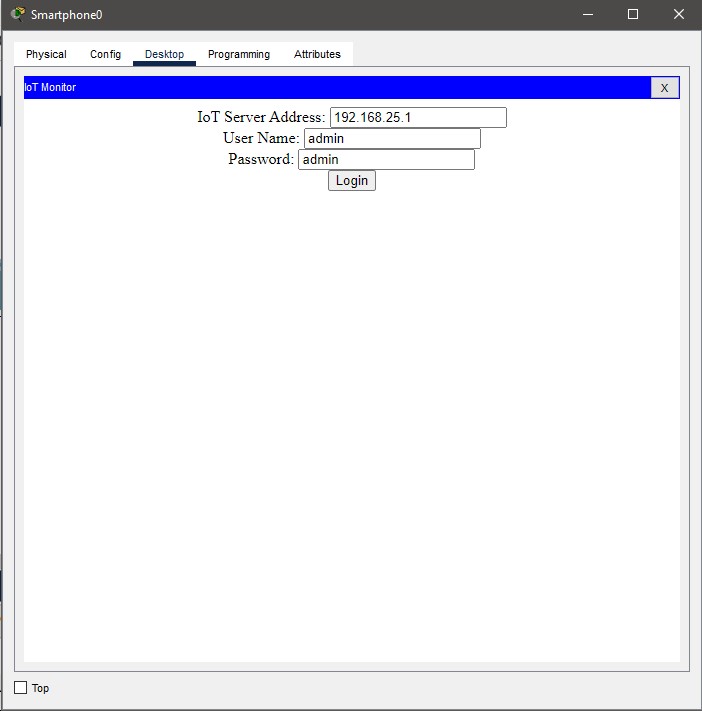 Smartphone0
Physical Config Desktop Programming Attributes
IoT Monitor X
IoT Server Address: 192.168.25.1
User Name: admin
Password: admin
Login
Top